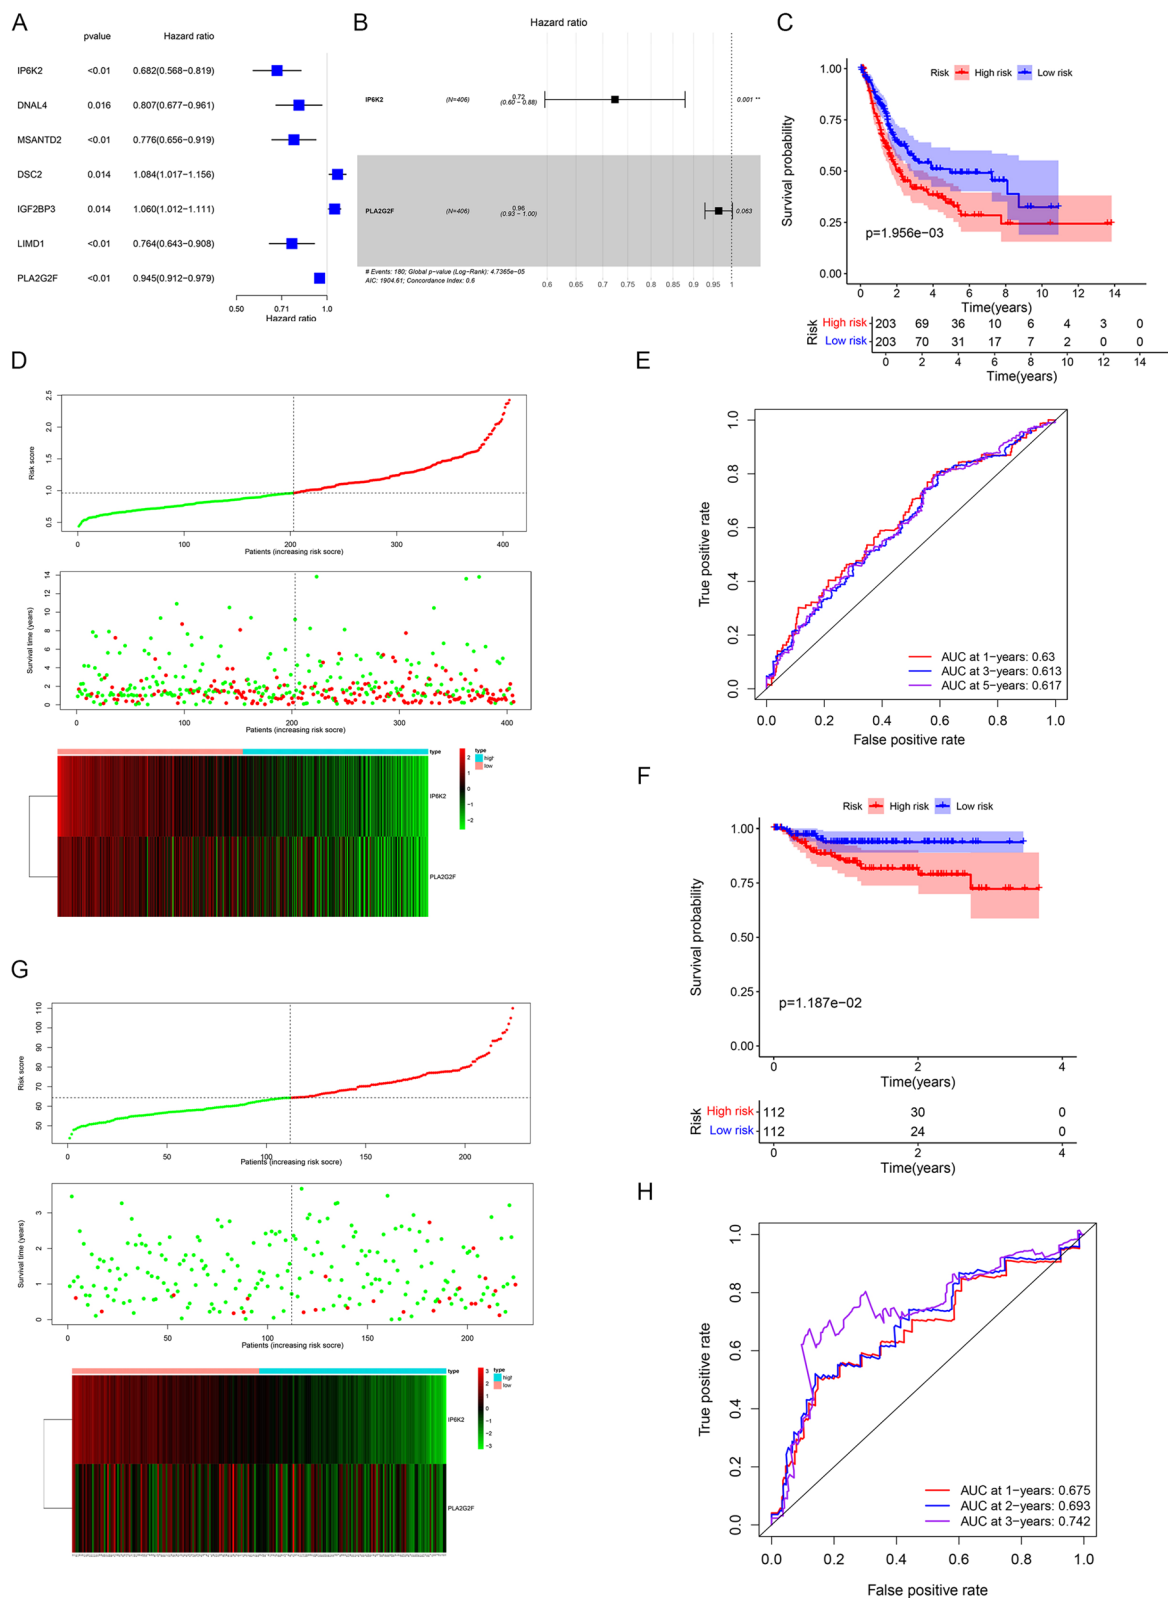 A
pvalue Hazard ratio
IP6K2 <0.01 0.682(0.568−0.819)
DNAL4 0.016 0.807(0.677−0.961)
MSANTD2 <0.01 0.776(0.656−0.919)
DSC2 0.014 1.084(1.017−1.156)
IGF2BP3 0.014 1.060(1.012−1.111)
LIMD1 <0.01 0.764(0.643−0.908)
PLA2G2F <0.01 0.945(0.912−0.979)
0.50 0.71 1.0
Hazard ratio
B
Hazard ratio
IP6K2 (N=406) 0.72
(0.60 − 0.88) 0.001 **
PLA2G2F (N=406) 0.96
(0.93 − 1.00) 0.063
# Events: 180; Global p−value (Log−Rank): 4.7365e−05
AIC: 1904.61; Concordance Index: 0.6
0.6 0.65 0.7 0.75 0.8 0.85 0.9 0.95 1
C
Risk High risk Low risk
Survival probability
1.00
0.75
0.50
0.25
0.00
p=1.956e−03
0 2 4 6 8 10 12 14
Time(years)
Risk
High risk 203 69 36 10 6 4 3 0
Low risk 203 70 31 17 7 2 0 0
0 2 4 6 8 10 12 14
Time(years)
D
Risk score
2.5
2.0
1.5
1.0
0.5
0 100 200 300 400
Patients (increasing risk socre)
Survival time (years)
14
12
10
8
6
4
2
0
0 100 200 300 400
Patients (increasing risk socre)
type
IP6K2
PLA2G2F
2
1
0
−1
−2
type
high
low
E
True positive rate
1.0
0.8
0.6
0.4
0.2
0.0
AUC at 1−years: 0.63
AUC at 3−years: 0.613
AUC at 5−years: 0.617
0.0 0.2 0.4 0.6 0.8 1.0
False positive rate
F
Risk High risk Low risk
Survival probability
1.00
0.75
0.50
0.25
0.00
p=1.187e−02
0 2 4
Time(years)
Risk
High risk 112 30 0
Low risk 112 24 0
0 2 4
Time(years)
G
Risk score
110
100
90
80
70
60
50
0 50 100 150 200
Patients (increasing risk socre)
Survival time (years)
3
2
1
0
0 50 100 150 200
Patients (increasing risk socre)
type
IP6K2
PLA2G2F
3
2
1
0
−1
−2
−3
type
high
low
H
True positive rate
1.0
0.8
0.6
0.4
0.2
0.0
AUC at 1−years: 0.675
AUC at 2−years: 0.693
AUC at 3−years: 0.742
0.0 0.2 0.4 0.6 0.8 1.0
False positive rate